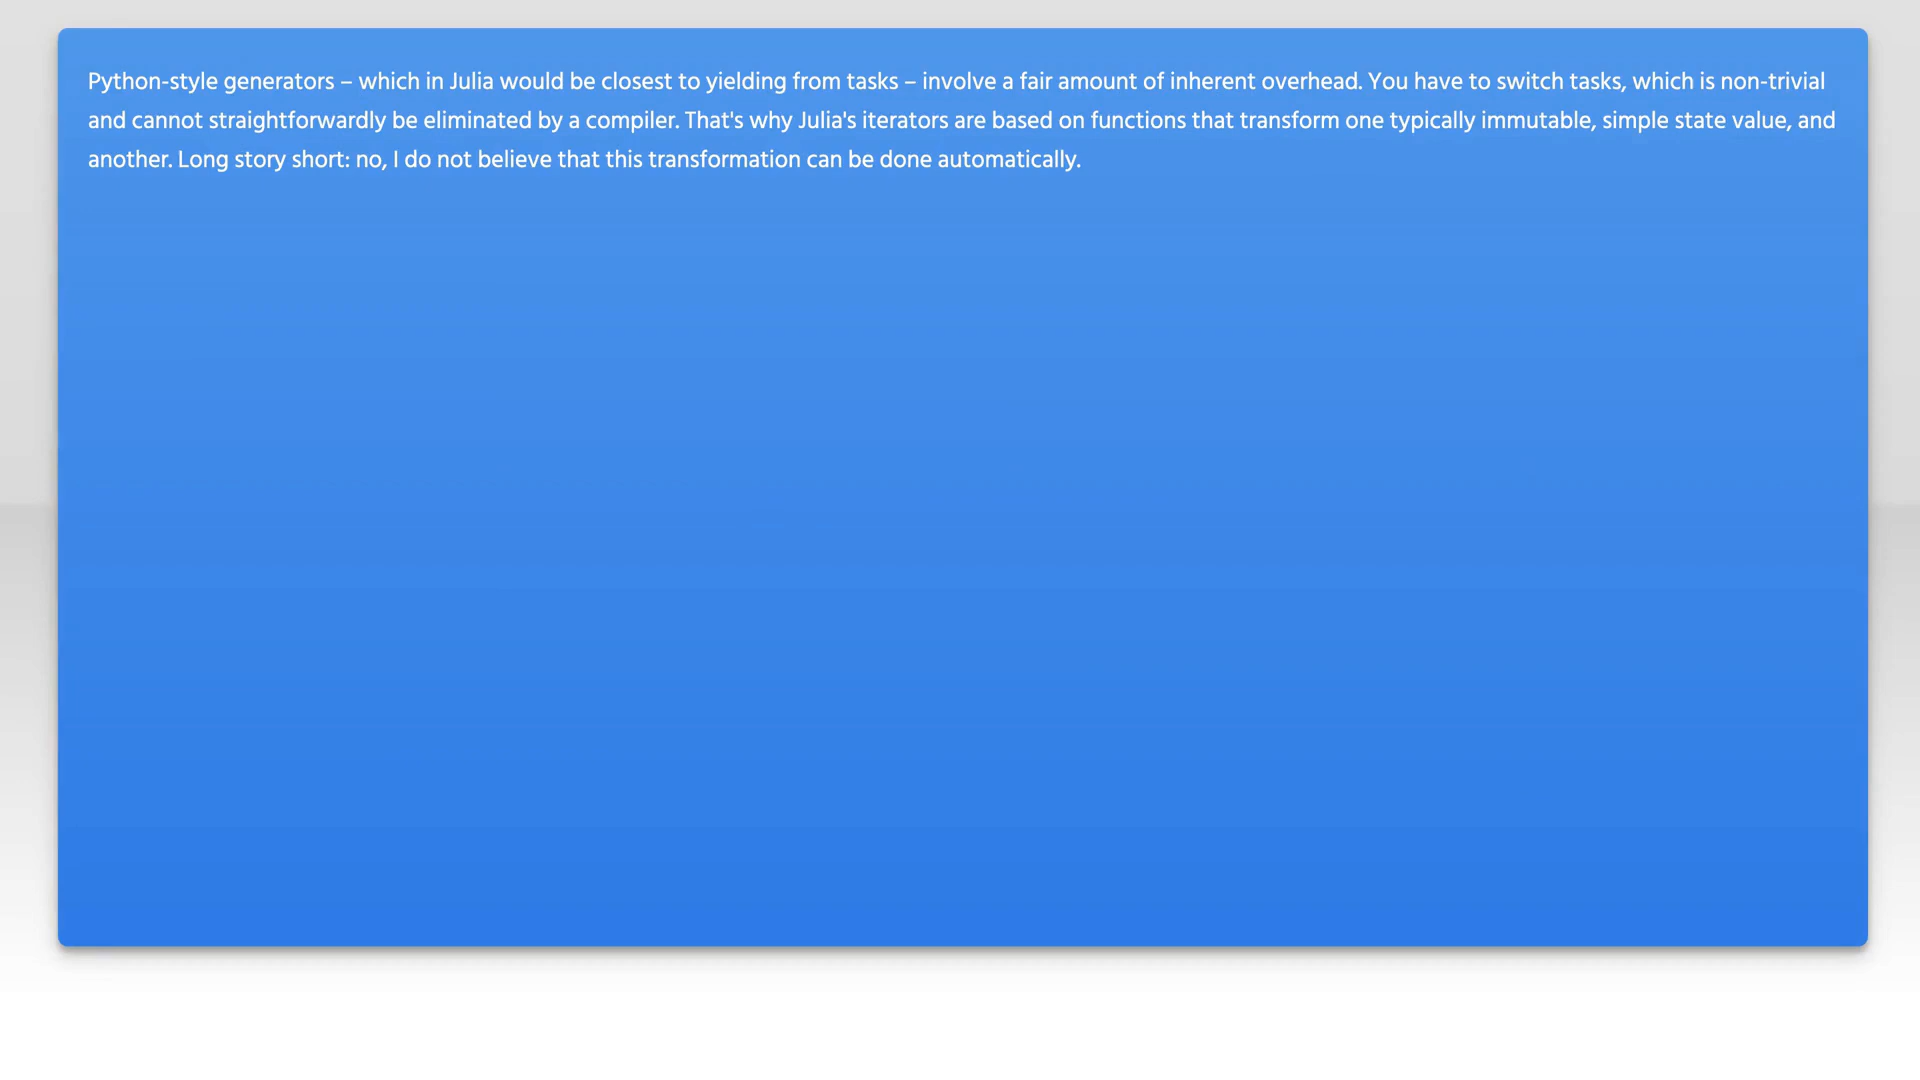 Python-style generators – which in Julia would be closest to yielding from tasks – involve a fair amount of inherent overhead. You have to switch tasks, which is non-trivial
and cannot straightforwardly be eliminated by a compiler. That's why Julia's iterators are based on functions that transform one typically immutable, simple state value, and
another. Long story short: no, I do not believe that this transformation can be done automatically.